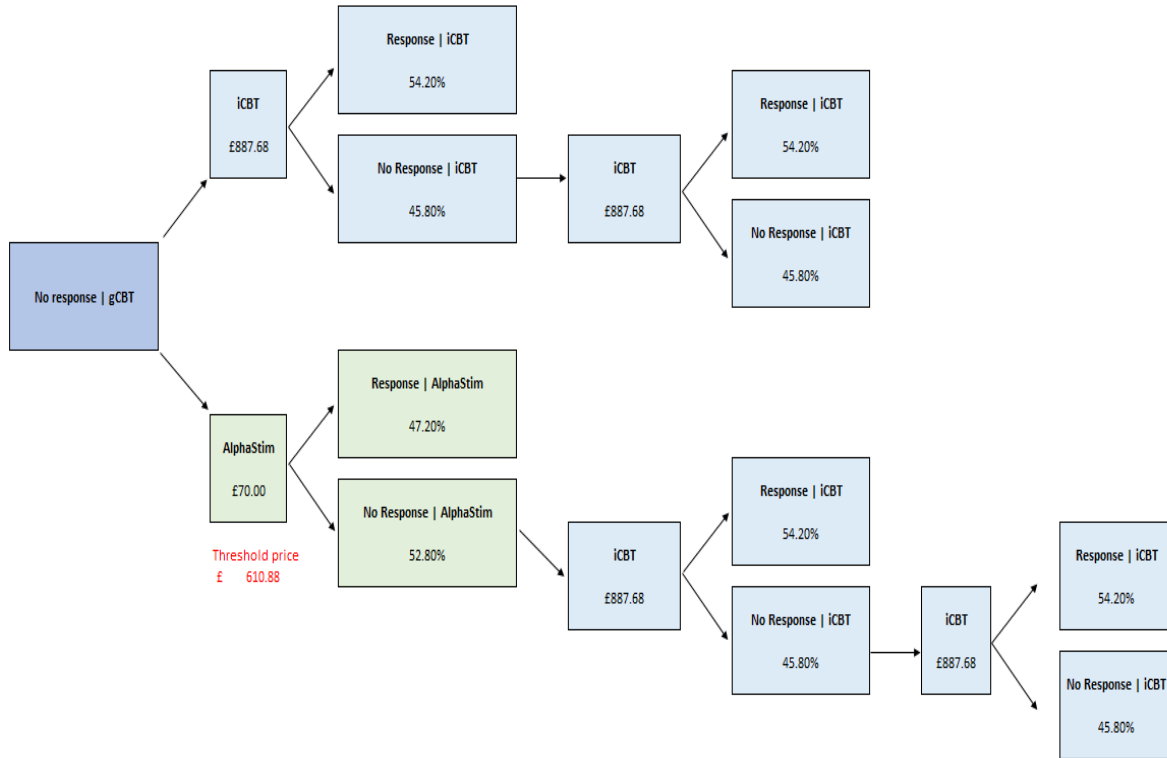 Response | iCBT
54.20%
iCBT
£887.68
No Response | iCBT
45.80%
iCBT
£887.68
Response | iCBT
54.20%
No Response | iCBT
45.80%
No response | gCBT
AlphaStim
£70.00
Threshold price
£ 610.88
Response | AlphaStim
47.20%
No Response | AlphaStim
52.80%
iCBT
£887.68
Response | iCBT
54.20%
No Response | iCBT
45.80%
iCBT
£887.68
Response | iCBT
54.20%
No Response | iCBT
45.80%